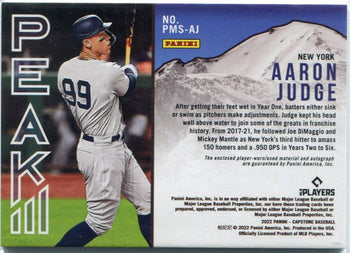 PEAK
99
NO.
PMS-AJ
PANINI
NEW YORK
AARON
JUDGE
After getting their feet wet in Year One, batters either sink
or swim as pitchers make adjustments. Judge kept his head
well above water to join some of the greats in franchise
history. From 2017-21, he followed Joe DiMaggio and
Mickey Mantle as New York's third hitter to amass
150 homers and a .950 OPS in Years Two to Six.
The enclosed player-worn/used material and autograph
are guaranteed by Panini America, Inc.
PLAYERS
2022 PANINI - CAPSTONE BASEBALL
Panini America, Inc. is in no way affiliated with either Major League Baseball or
Major League Baseball Properties, Inc., nor have these trading cards been
prepared, approved, endorsed, or licensed by either Major League Baseball or
Major League Baseball Properties, Inc.
© 2022 Panini America, Inc. Produced in the USA.
Officially Licensed Product of MLB Players, Inc.